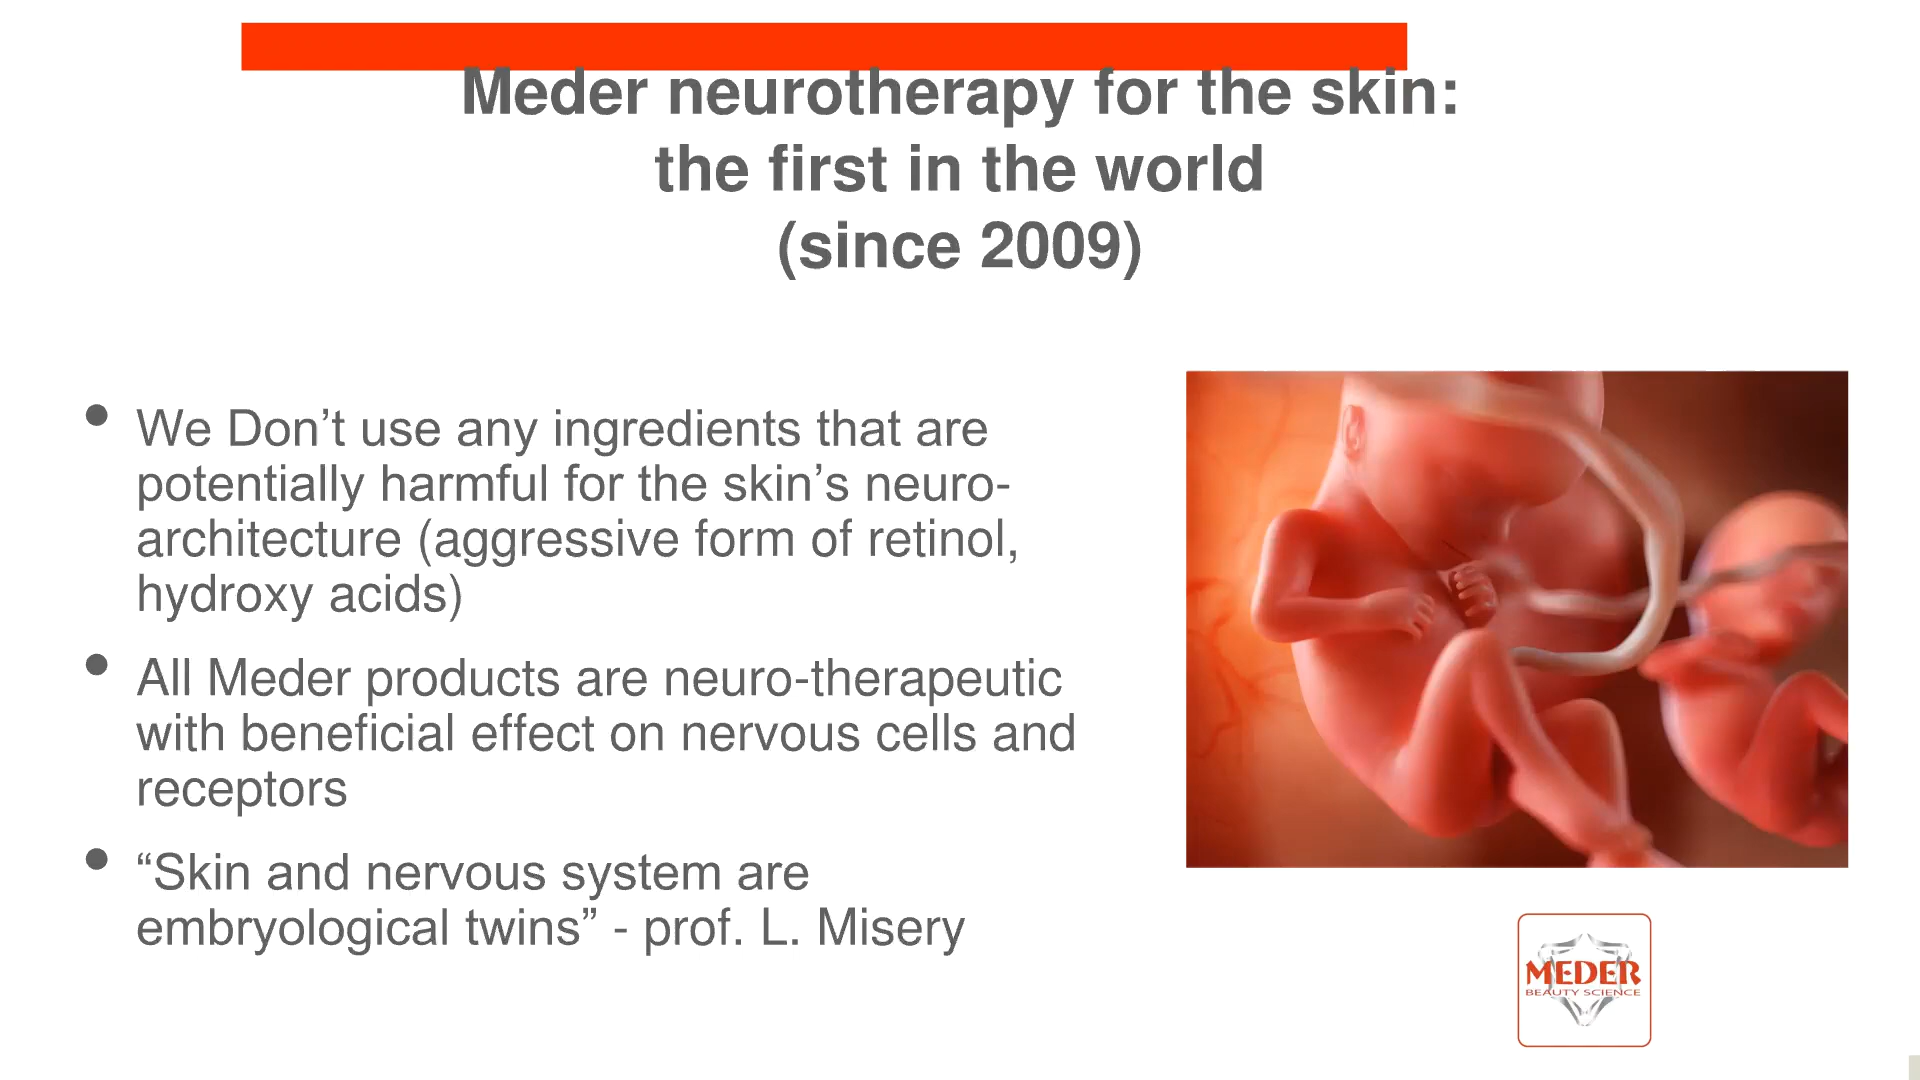 Meder neurotherapy for the skin:
the first in the world
(since 2009)
• We Don’t use any ingredients that are
potentially harmful for the skin’s neuro-
architecture (aggressive form of retinol,
hydroxy acids)
• All Meder products are neuro-therapeutic
with beneficial effect on nervous cells and
receptors
• “Skin and nervous system are
embryological twins” - prof. L. Misery
MEDER
BEAUTY SCIENCE